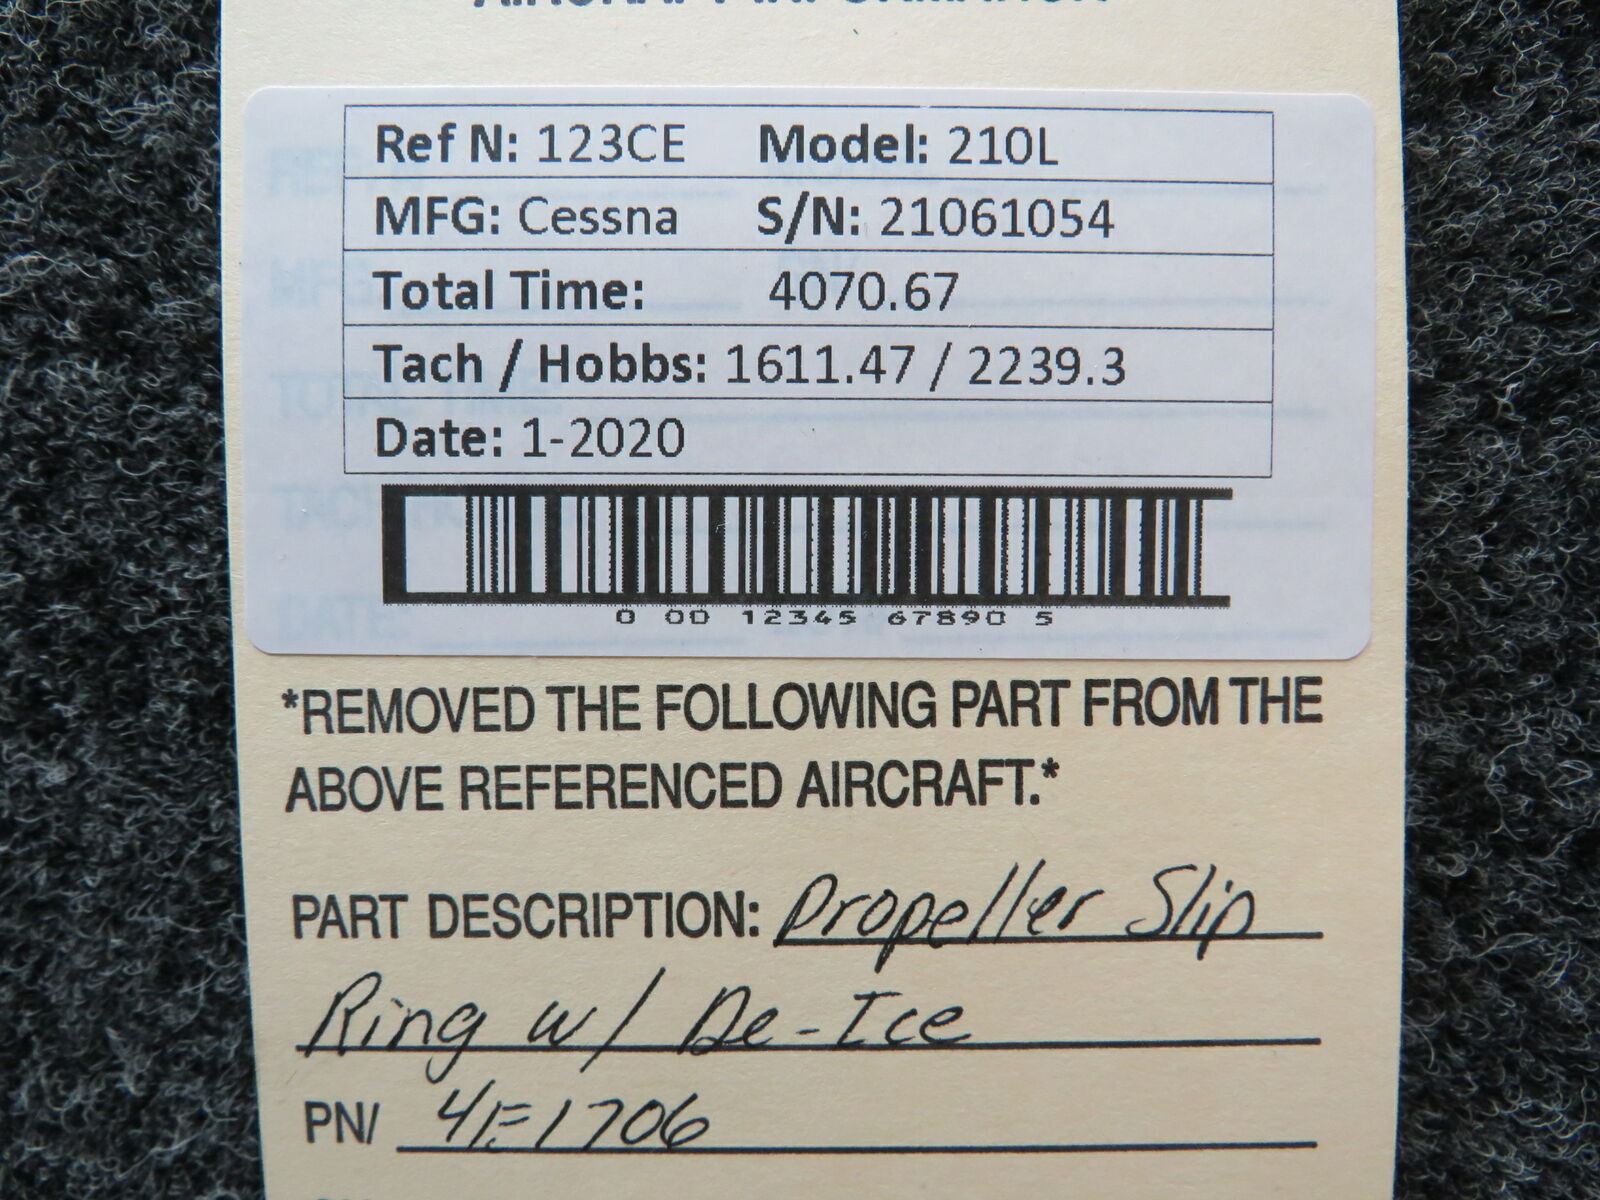 AIRCRAFT INFORMATION
Ref N: 123CE Model: 210L
MFG: Cessna S/N: 21061054
Total Time: 4070.67
Tach / Hobbs: 1611.47 / 2239.3
Date: 1-2020
0 00 12345 67890 5
*REMOVED THE FOLLOWING PART FROM THE
ABOVE REFERENCED AIRCRAFT.*
PART DESCRIPTION: Propeller Slip
Ring w/ De-Ice
PN/ 4E1706